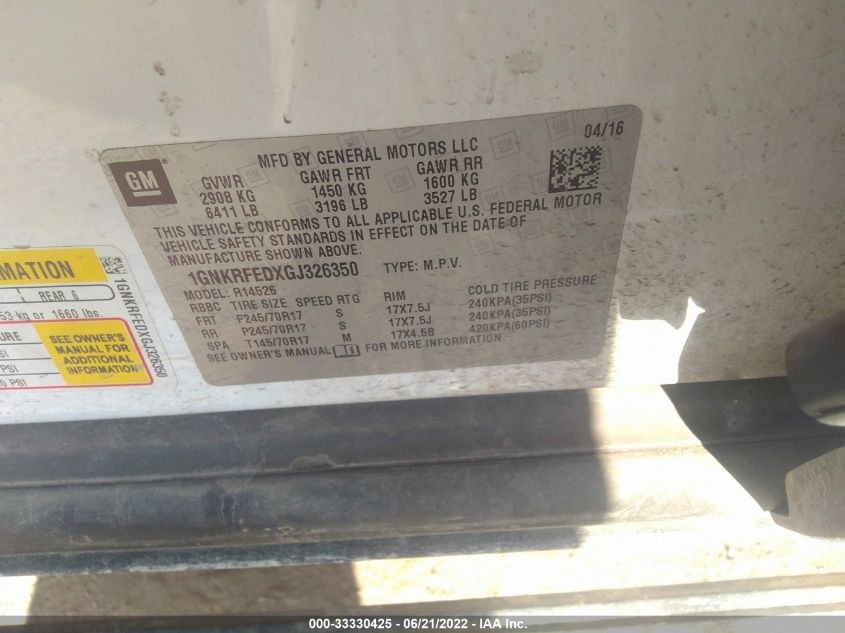 04/16
GM
MFD BY GENERAL MOTORS LLC
GVWR GAWR FRT GAWR RR
2908 KG 1450 KG 1600 KG
6411 LB 3196 LB 3527 LB
THIS VEHICLE CONFORMS TO ALL APPLICABLE U.S. FEDERAL MOTOR
VEHICLE SAFETY STANDARDS IN EFFECT ON THE DATE OF
MANUFACTURE SHOWN ABOVE.
1GNKRFEDXGJ326350 TYPE: M.P.V.
MODEL: R14526
RBBC TIRE SIZE SPEED RTG RIM COLD TIRE PRESSURE
FRT P245/70R17 S 17X7.5J 240KPA(35PSI)
RR P245/70R17 S 17X7.5J 240KPA(35PSI)
SPA T145/70R17 M 17X4.5B 420KPA(60PSI)
SEE OWNER'S MANUAL FOR MORE INFORMATION.
REAR 6
or 1660 lbs.
SEE OWNER'S
MANUAL FOR
ADDITIONAL
INFORMATION
1GNKRFEDXGJ326350
000-33330425 - 06/21/2022 - IAA Inc.